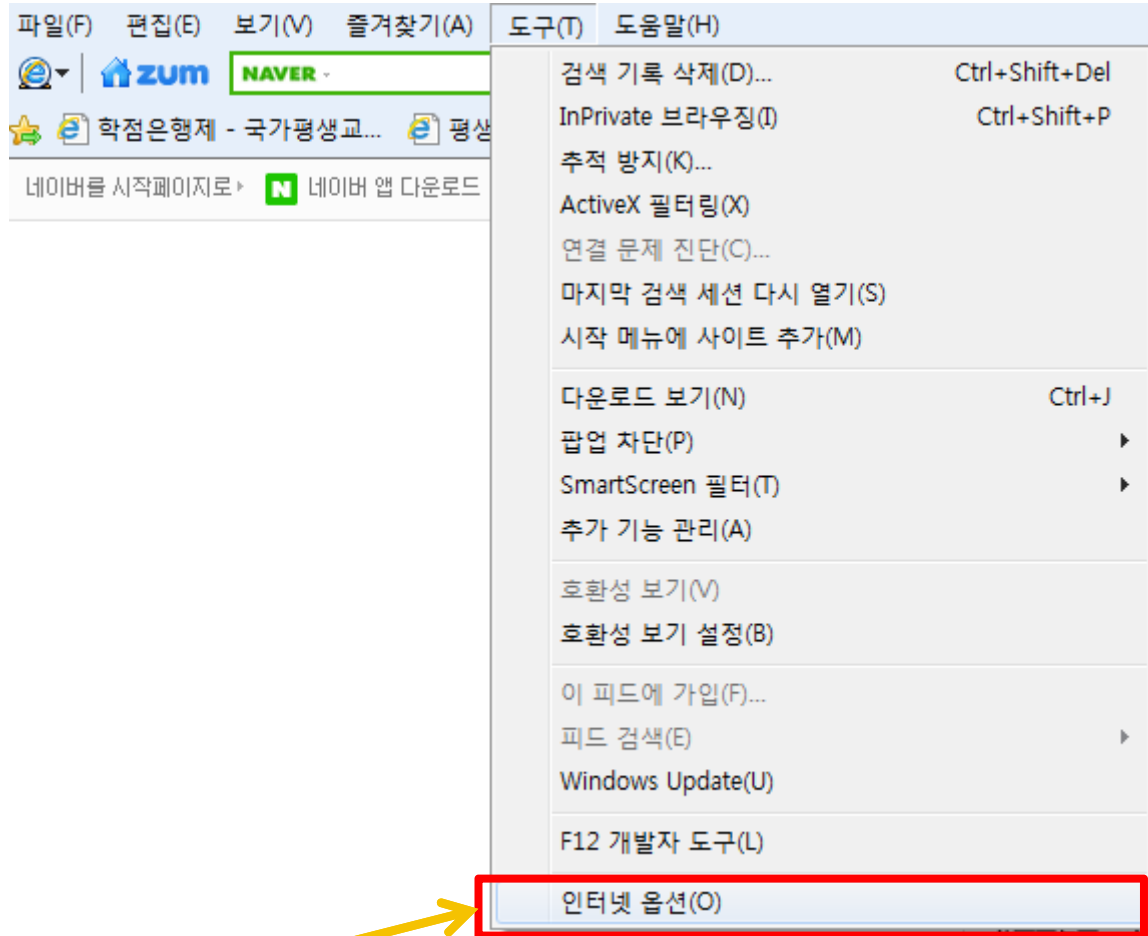 파일(F) 편집(E) 보기(V) 즐겨찾기(A) 도구(T) 도움말(H)
zum NAVER
학점은행제 - 국가평생교... 평생
네이버를 시작페이지로 N 네이버 앱 다운로드
검색 기록 삭제(D)... Ctrl+Shift+Del
InPrivate 브라우징(I) Ctrl+Shift+P
추적 방지(K)...
ActiveX 필터링(X)
연결 문제 진단(C)...
마지막 검색 세션 다시 열기(S)
시작 메뉴에 사이트 추가(M)
다운로드 보기(N) Ctrl+J
팝업 차단(P)
SmartScreen 필터(T)
추가 기능 관리(A)
호환성 보기(V)
호환성 보기 설정(B)
이 피드에 가입(F)...
피드 검색(E)
Windows Update(U)
F12 개발자 도구(L)
인터넷 옵션(O)